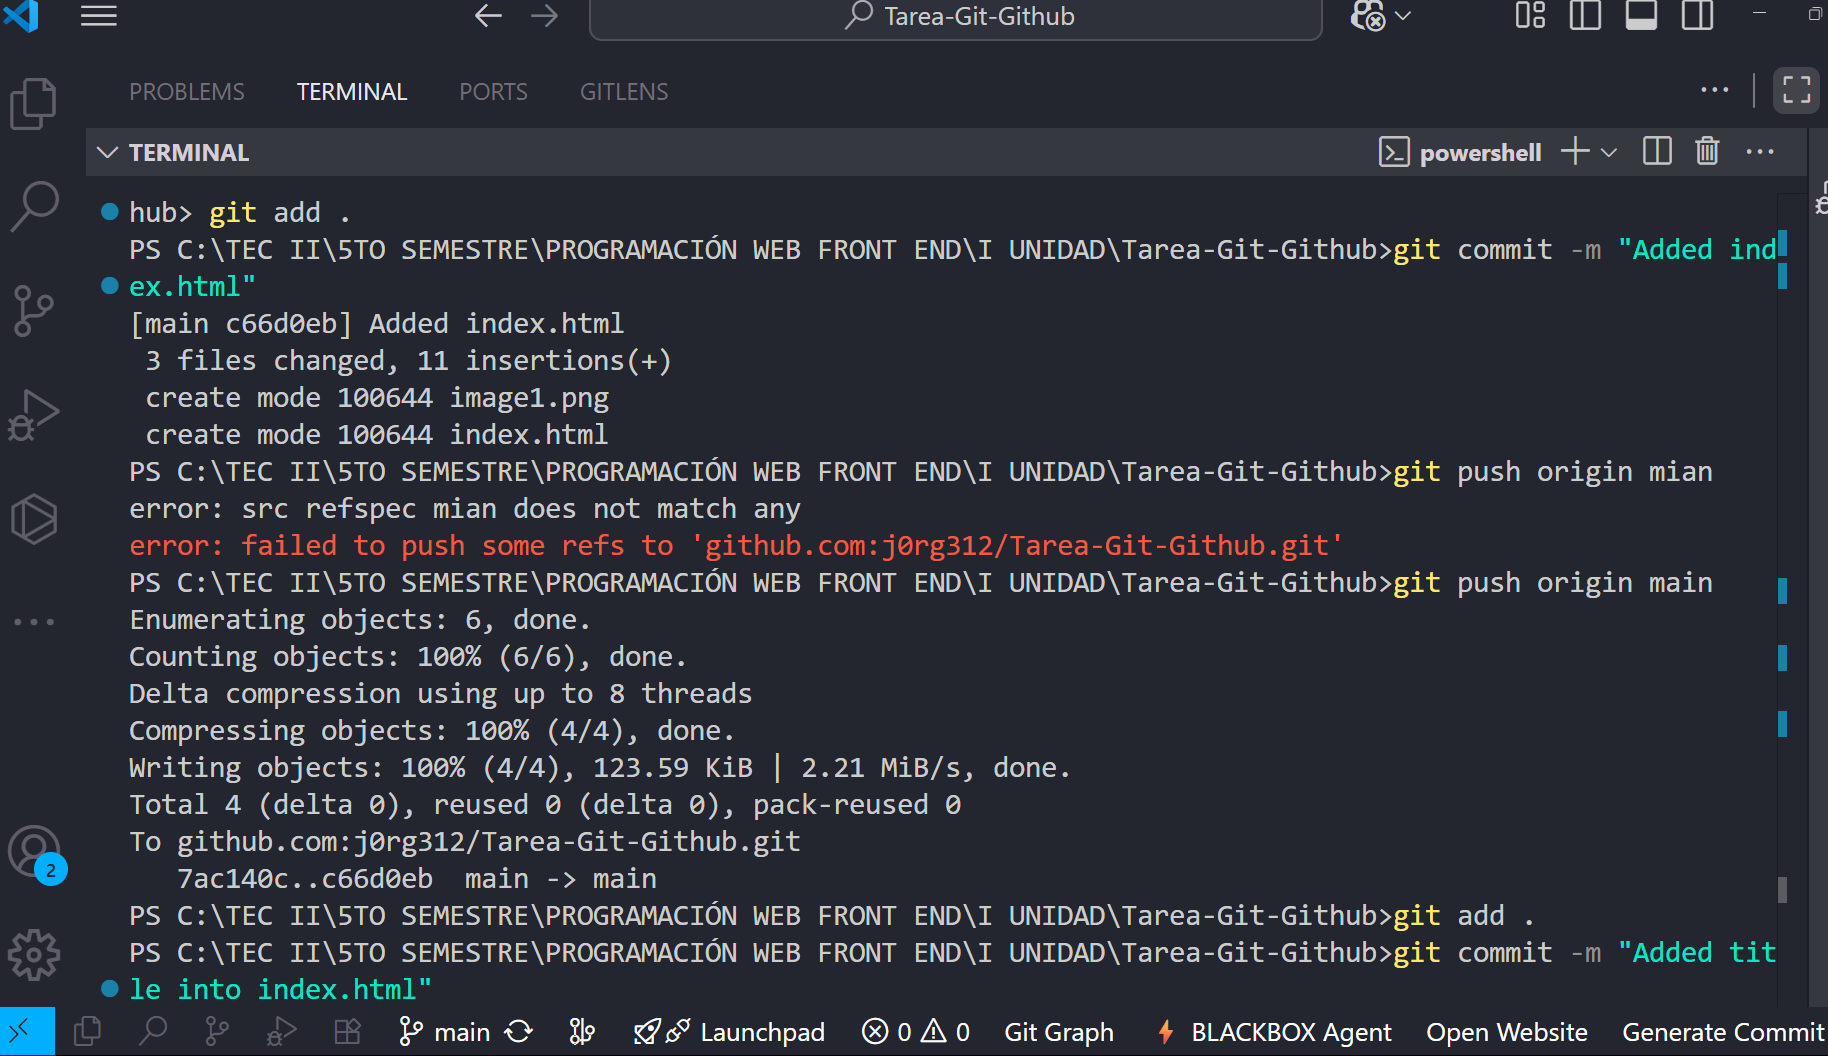 Tarea-Git-Github
PROBLEMS TERMINAL PORTS GITLENS
TERMINAL
powershell
hub> git add .
PS C:\TEC II\5TO SEMESTRE\PROGRAMACIÓN WEB FRONT END\I UNIDAD\Tarea-Git-Github>git commit -m "Added ind
ex.html"
[main c66d0eb] Added index.html
3 files changed, 11 insertions(+)
create mode 100644 image1.png
create mode 100644 index.html
PS C:\TEC II\5TO SEMESTRE\PROGRAMACIÓN WEB FRONT END\I UNIDAD\Tarea-Git-Github>git push origin mian
error: src refspec mian does not match any
error: failed to push some refs to 'github.com:j0rg312/Tarea-Git-Github.git'
PS C:\TEC II\5TO SEMESTRE\PROGRAMACIÓN WEB FRONT END\I UNIDAD\Tarea-Git-Github>git push origin main
Enumerating objects: 6, done.
Counting objects: 100% (6/6), done.
Delta compression using up to 8 threads
Compressing objects: 100% (4/4), done.
Writing objects: 100% (4/4), 123.59 KiB | 2.21 MiB/s, done.
Total 4 (delta 0), reused 0 (delta 0), pack-reused 0
To github.com:j0rg312/Tarea-Git-Github.git
7ac140c..c66d0eb  main -> main
PS C:\TEC II\5TO SEMESTRE\PROGRAMACIÓN WEB FRONT END\I UNIDAD\Tarea-Git-Github>git add .
PS C:\TEC II\5TO SEMESTRE\PROGRAMACIÓN WEB FRONT END\I UNIDAD\Tarea-Git-Github>git commit -m "Added tit
le into index.html"
2
main Launchpad 0 0 Git Graph BLACKBOX Agent Open Website Generate Commit